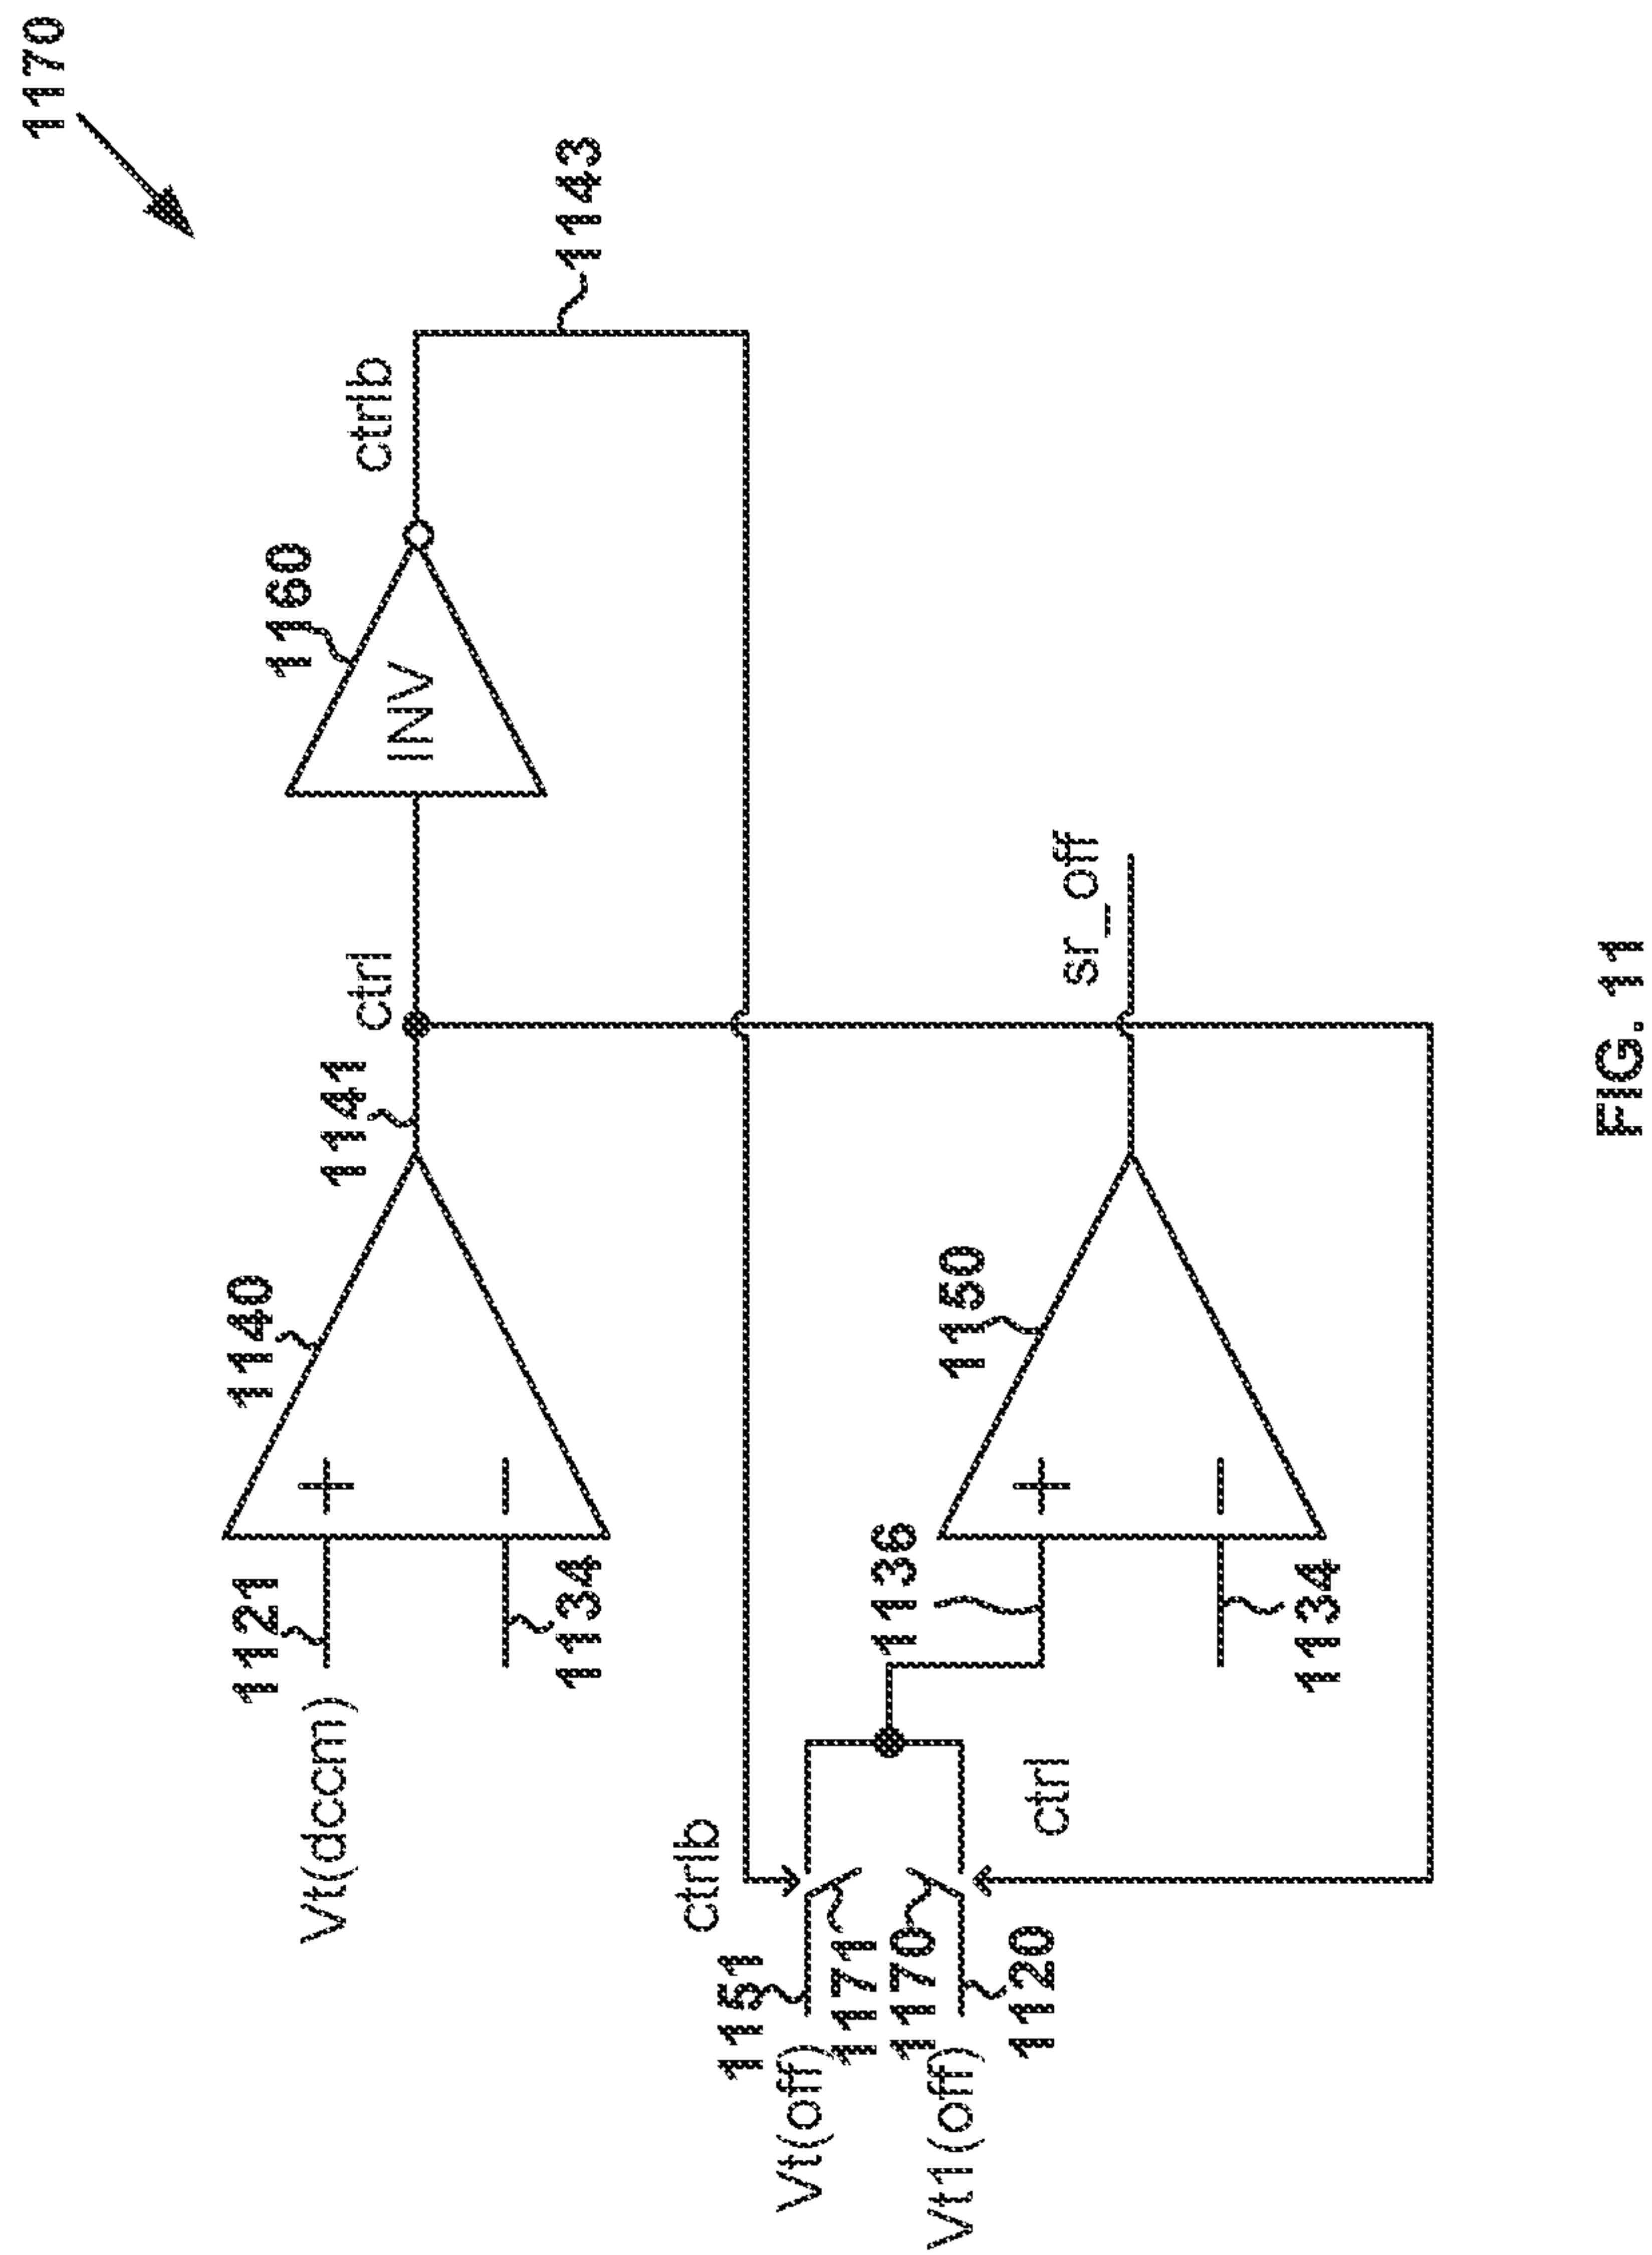 1170
1143
ctrlb
1160
INV
ctrl
1141
1140
+
−
1121
Vt(dccm)
1134
sr_off
1150
+
−
1136
1134
ctrlb
ctrl
1151
Vt(off)
1171
1170
Vt1(off)
1120
FIG. 11